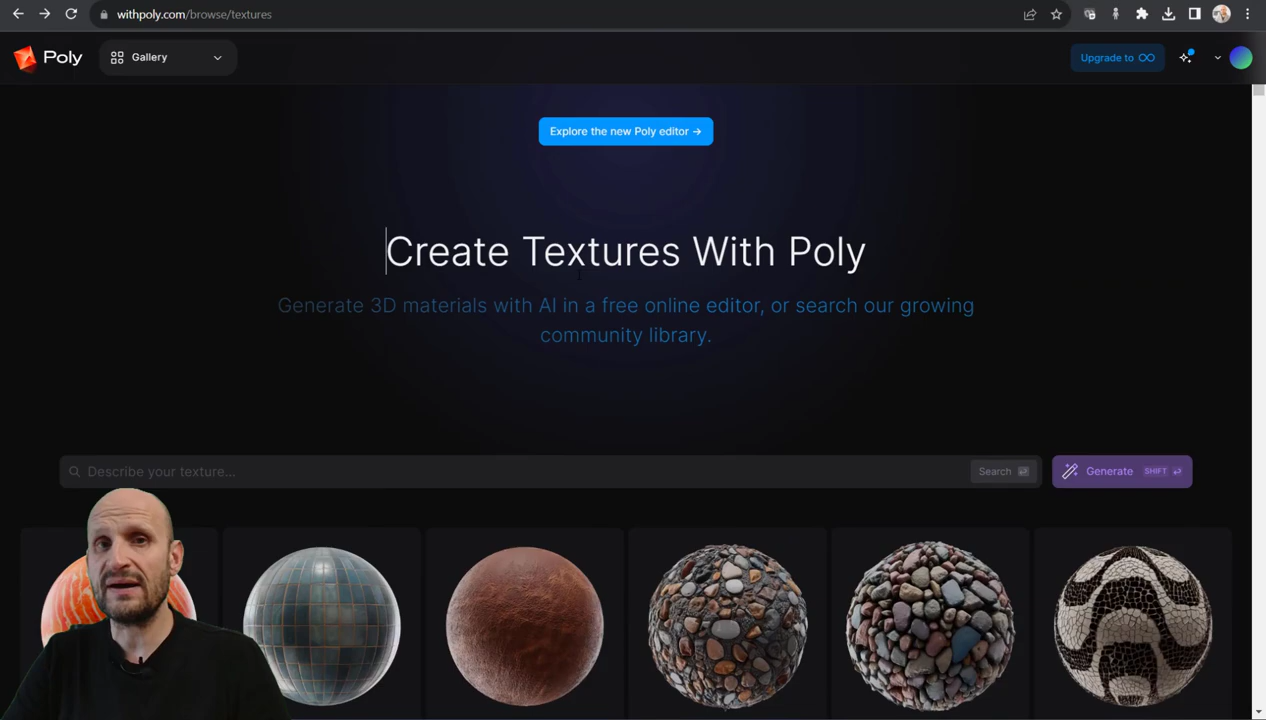 withpoly.com/browse/textures
Poly
Gallery
Upgrade to
Explore the new Poly editor →
Create Textures With Poly
Generate 3D materials with AI in a free online editor, or search our growing
community library.
Describe your texture...
Search
Generate
SHIFT